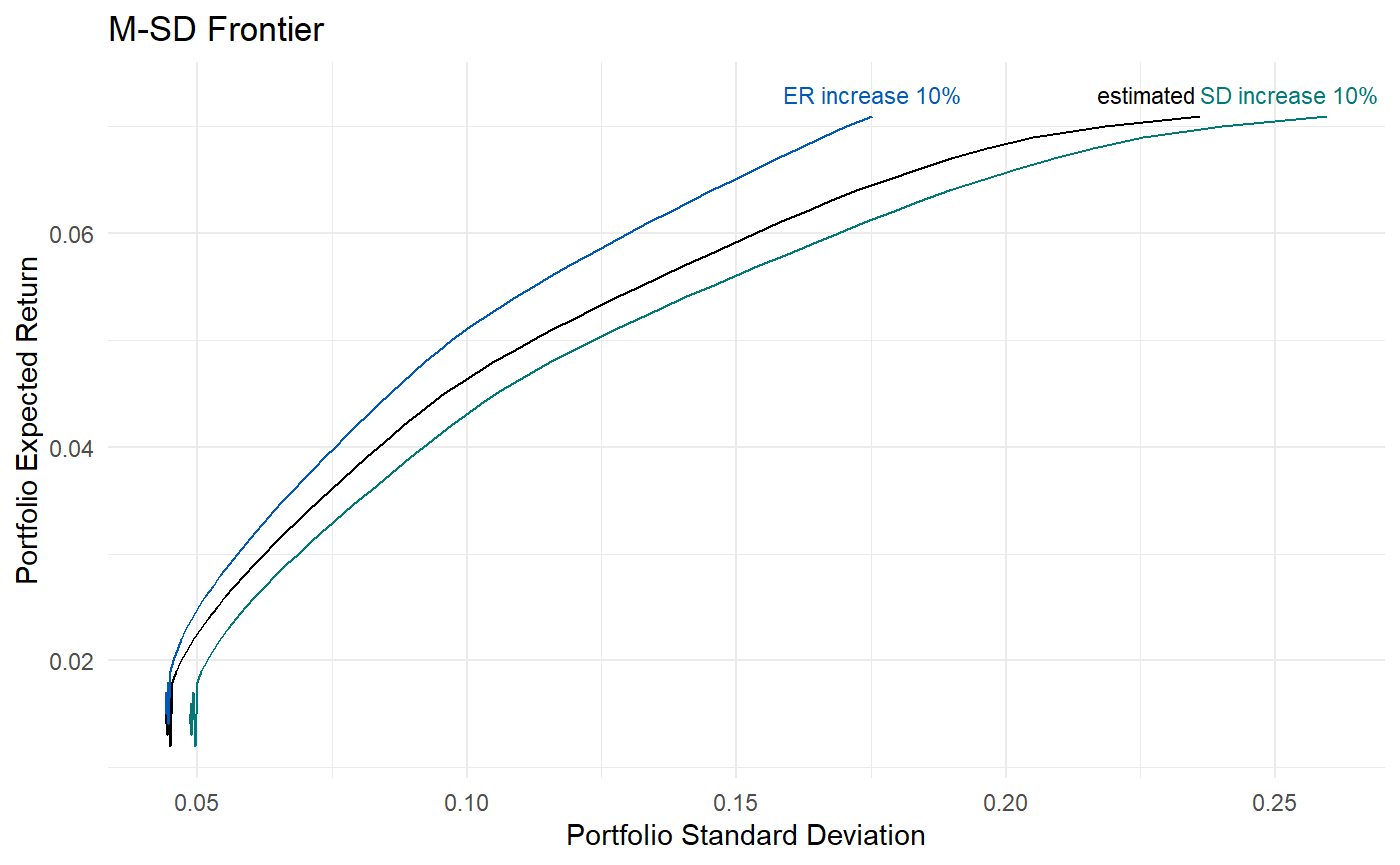 M-SD Frontier
ER increase 10%
estimated
SD increase 10%
Portfolio Expected Return
0.06
0.04
0.02
0.05
0.10
0.15
0.20
0.25
Portfolio Standard Deviation